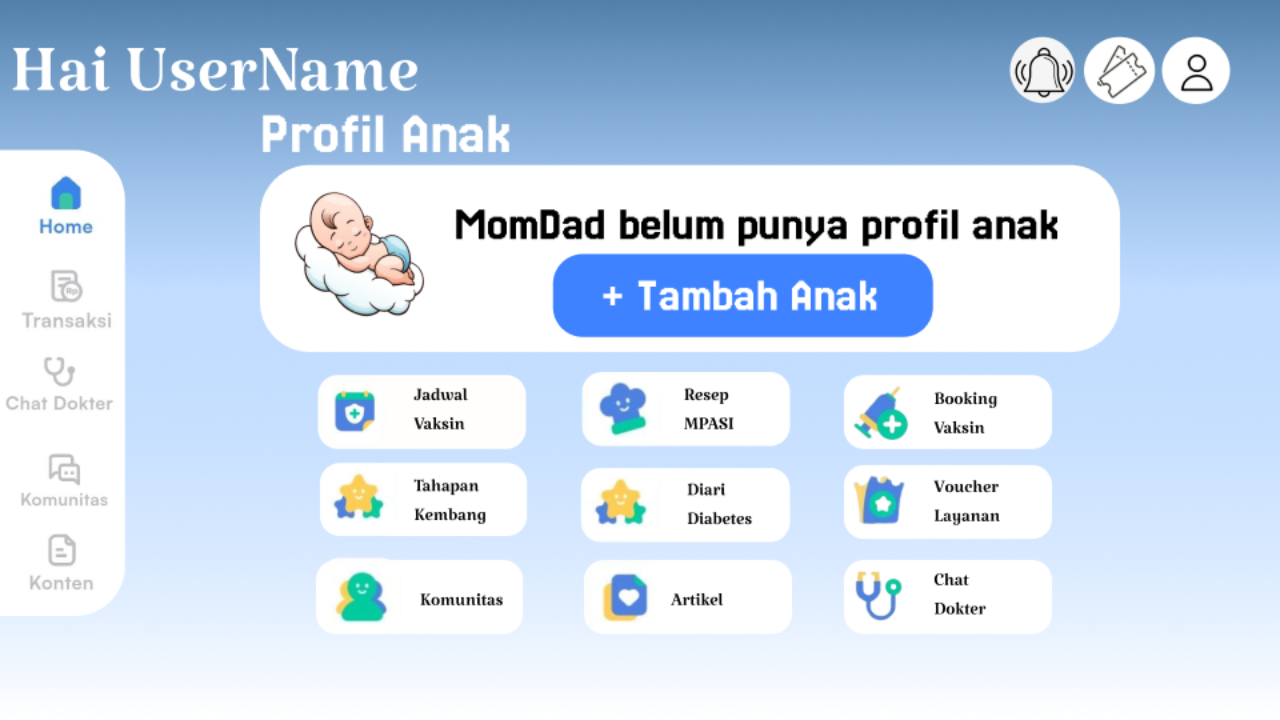 Hai UserName
Profil Anak
Home
Transaksi
Chat Dokter
Komunitas
Konten
MomDad belum punya profil anak
+ Tambah Anak
Jadwal
Vaksin
Resep
MPASI
Booking
Vaksin
Tahapan
Kembang
Diari
Diabetes
Voucher
Layanan
Komunitas
Artikel
Chat
Dokter